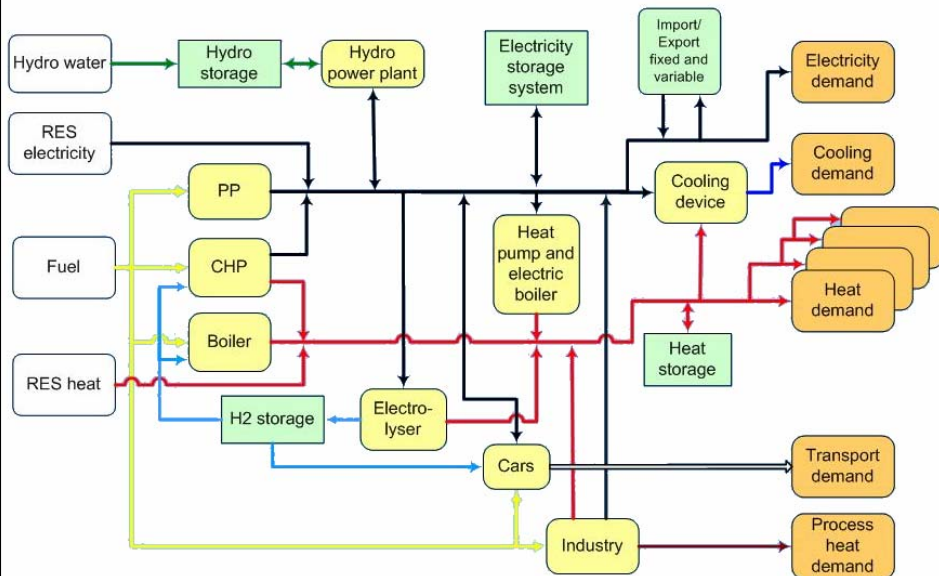 Hydro water
Hydro
storage
Hydro
power plant
Electricity
storage
system
Import/
Export
fixed and
variable
Electricity
demand
RES
electricity
PP
Cooling
device
Cooling
demand
Fuel
CHP
Heat
pump and
electric
boiler
Heat
demand
Boiler
Heat
storage
RES heat
H2 storage
Electro-
lyser
Cars
Transport
demand
Industry
Process
heat
demand